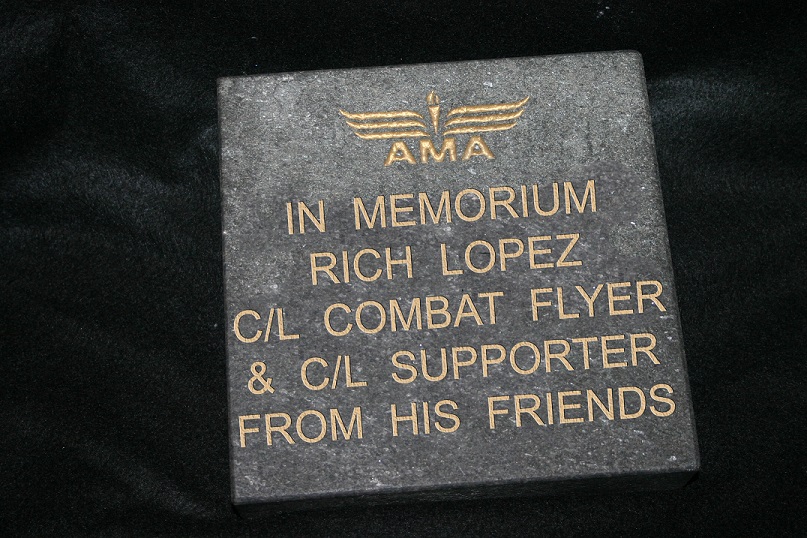 AMA
IN MEMORIUM
RICH LOPEZ
C/L COMBAT FLYER
& C/L SUPPORTER
FROM HIS FRIENDS